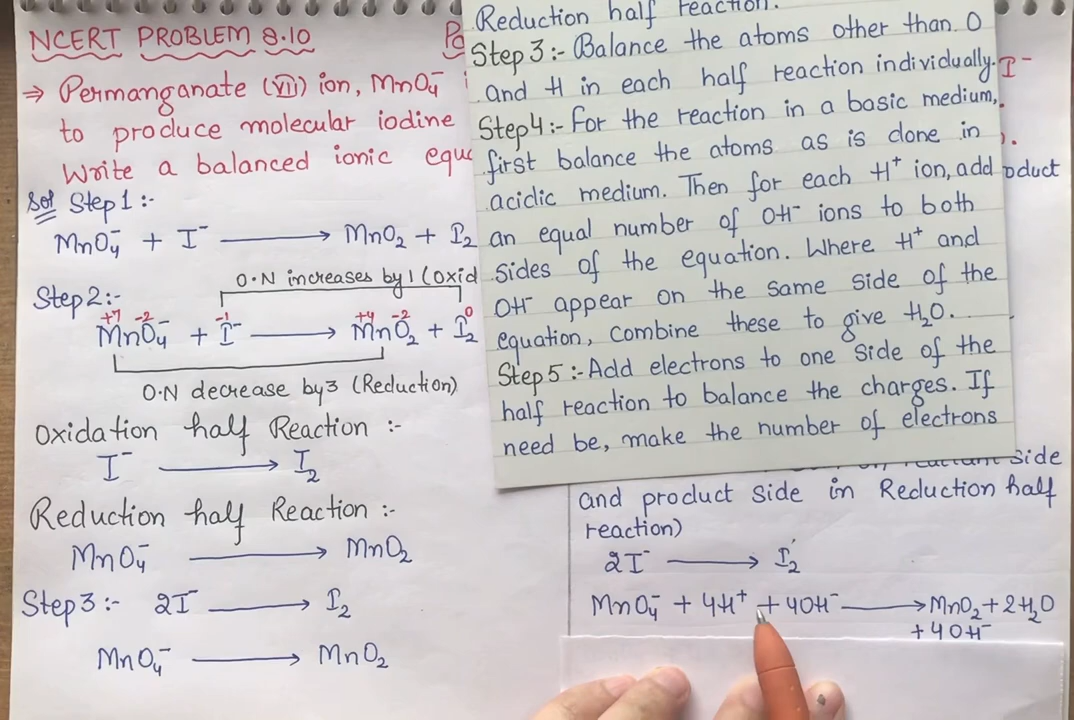 NCERT PROBLEM 8.10
⇒ Permanganate (VII) ion, MnO₄⁻
to produce molecular iodine
Write a balanced ionic equ
I⁻
oduct
Sol Step 1:-
MnO₄⁻ + I⁻ ⟶ MnO₂ + I₂
O.N increases by 1 (Oxid
Step 2:-
+7 -2 -1 +4 -2 0
MnO₄⁻ + I⁻ ⟶ MnO₂ + I₂
O.N decrease by 3 (Reduction)
Oxidation half Reaction :-
I⁻ ⟶ I₂
Reduction half Reaction :-
MnO₄⁻ ⟶ MnO₂
Step 3:- 2I⁻ ⟶ I₂
MnO₄⁻ ⟶ MnO₂
Reduction half reaction.
Step 3:- Balance the atoms other than O
and H in each half reaction individually.
Step 4:- For the reaction in a basic medium,
first balance the atoms as is done in
acidic medium. Then for each H⁺ ion, add
an equal number of OH⁻ ions to both
sides of the equation. Where H⁺ and
OH⁻ appear on the same side of the
equation, combine these to give H₂O.
Step 5:- Add electrons to one side of the
half reaction to balance the charges. If
need be, make the number of electrons
side
and product side in Reduction half
reaction)
2I⁻ ⟶ I₂
MnO₄⁻ + 4H⁺ + 4OH⁻ ⟶ MnO₂ + 2H₂O
+ 4OH⁻